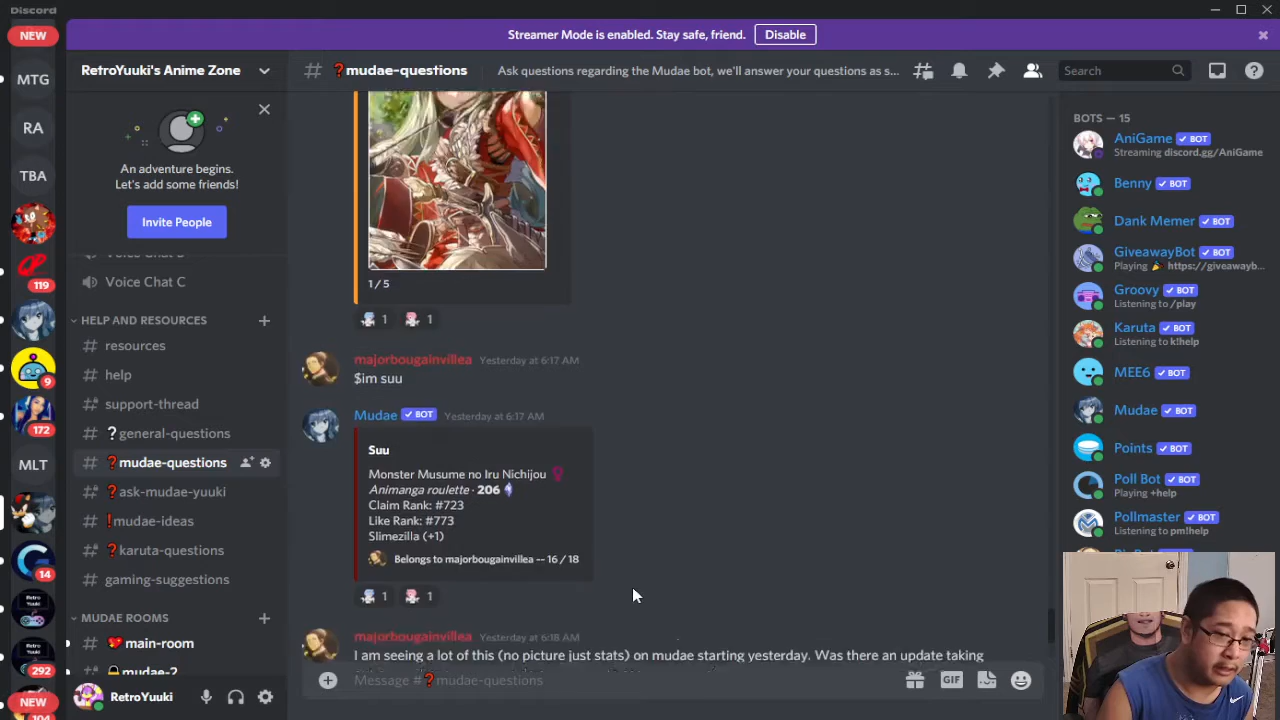 Discord
NEW
Streamer Mode is enabled. Stay safe, friend.
Disable
MTG
RA
TBA
119
9
172
MLT
14
292
NEW
104
RetroYuuki's Anime Zone
An adventure begins.
Let's add some friends!
Invite People
Voice Chat C
HELP AND RESOURCES
resources
help
support-thread
❔general-questions
❓mudae-questions
❓ask-mudae-yuuki
❗mudae-ideas
❓karuta-questions
gaming-suggestions
MUDAE ROOMS
main-room
mudae-2
RetroYuuki
# ❓mudae-questions
Ask questions regarding the Mudae bot, we'll answer your questions as s...
Search
1 / 5
1 1
majorbougainvillea Yesterday at 6:17 AM
$im suu
Mudae ✓ BOT Yesterday at 6:17 AM
Suu
Monster Musume no Iru Nichijou
Animanga roulette · 206
Claim Rank: #723
Like Rank: #773
Slimezilla (+1)
Belongs to majorbougainvillea -- 16 / 18
1 1
majorbougainvillea Yesterday at 6:18 AM
I am seeing a lot of this (no picture just stats) on mudae starting yesterday. Was there an update taking
Message #❓mudae-questions
GIF
BOTS — 15
AniGame ✓ BOT
Streaming discord.gg/AniGame
Benny ✓ BOT
Dank Memer ✓ BOT
GiveawayBot ✓ BOT
Playing 🎉 https://giveawayb...
Groovy ✓ BOT
Listening to /play
Karuta ✓ BOT
Listening to k!help
MEE6 ✓ BOT
Mudae ✓ BOT
Points ✓ BOT
Poll Bot ✓ BOT
Playing +help
Pollmaster ✓ BOT
Listening to pm!help